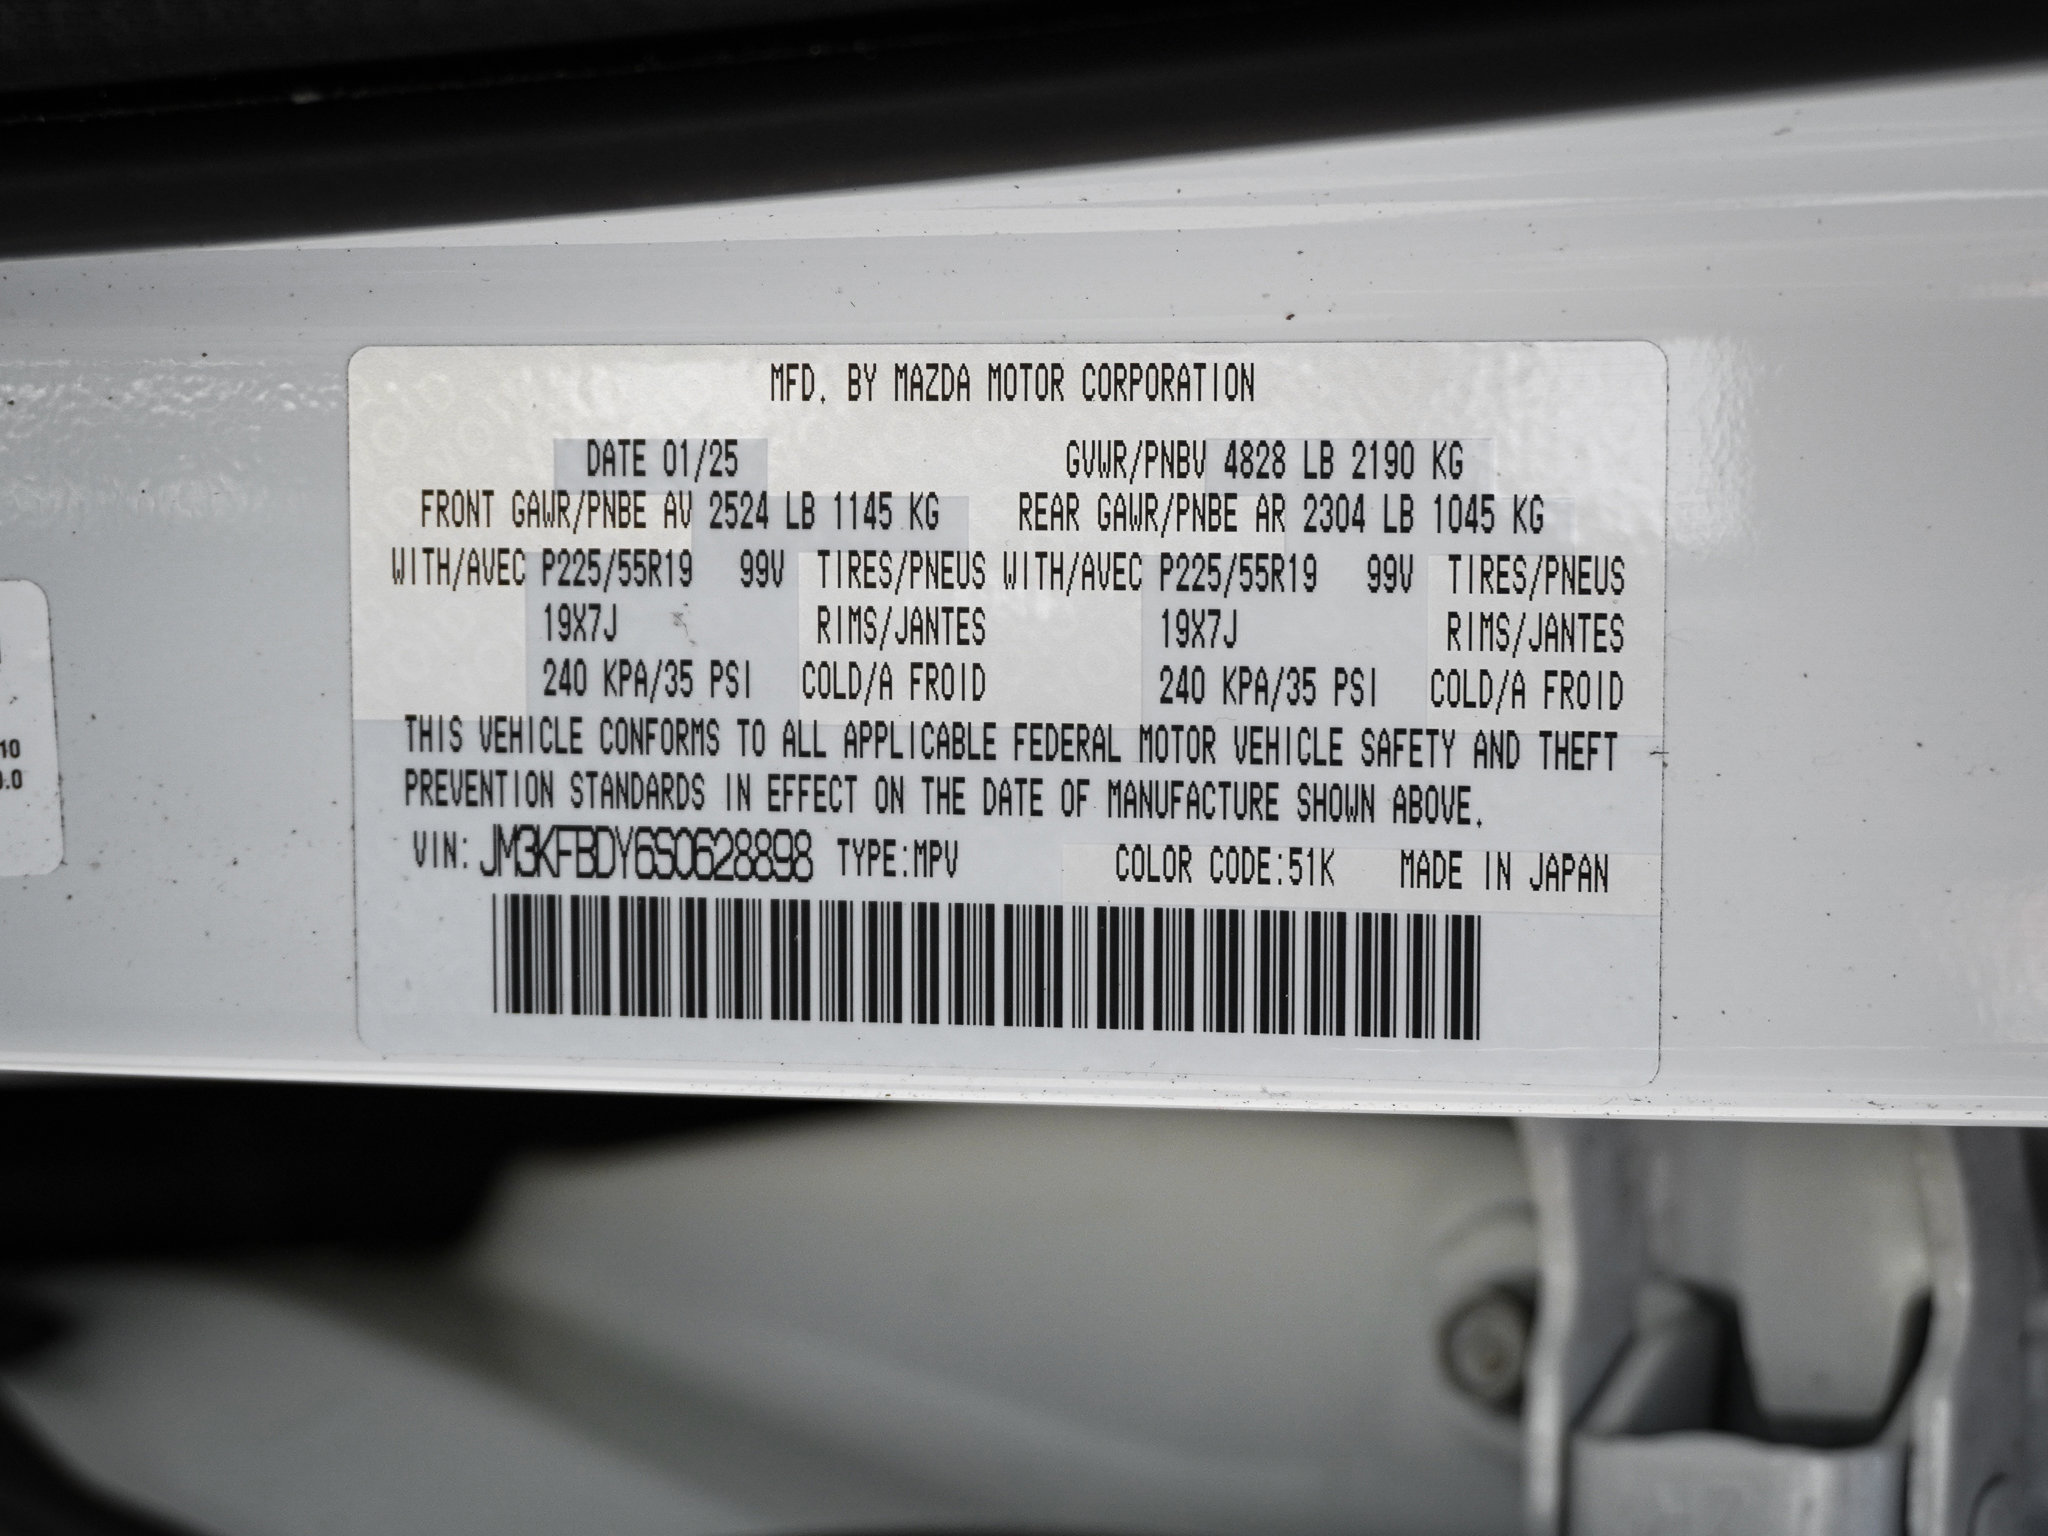 MFD. BY MAZDA MOTOR CORPORATION
DATE 01/25 GVWR/PNBV 4828 LB 2190 KG
FRONT GAWR/PNBE AV 2524 LB 1145 KG REAR GAWR/PNBE AR 2304 LB 1045 KG
WITH/AVEC P225/55R19 99V TIRES/PNEUS WITH/AVEC P225/55R19 99V TIRES/PNEUS
19X7J RIMS/JANTES 19X7J RIMS/JANTES
240 KPA/35 PSI COLD/A FROID 240 KPA/35 PSI COLD/A FROID
THIS VEHICLE CONFORMS TO ALL APPLICABLE FEDERAL MOTOR VEHICLE SAFETY AND THEFT
PREVENTION STANDARDS IN EFFECT ON THE DATE OF MANUFACTURE SHOWN ABOVE.
VIN: JM3KFBDY6S0628898 TYPE:MPV COLOR CODE:51K MADE IN JAPAN
10